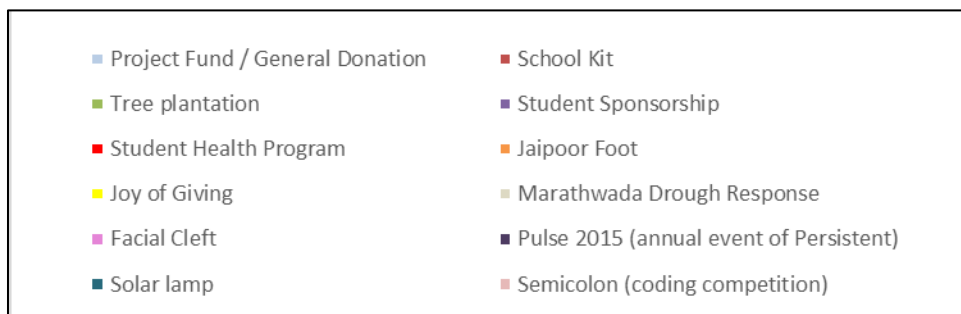 Project Fund / General Donation
School Kit
Tree plantation
Student Sponsorship
Student Health Program
Jaipoor Foot
Joy of Giving
Marathwada Drough Response
Facial Cleft
Pulse 2015 (annual event of Persistent)
Solar lamp
Semicolon (coding competition)